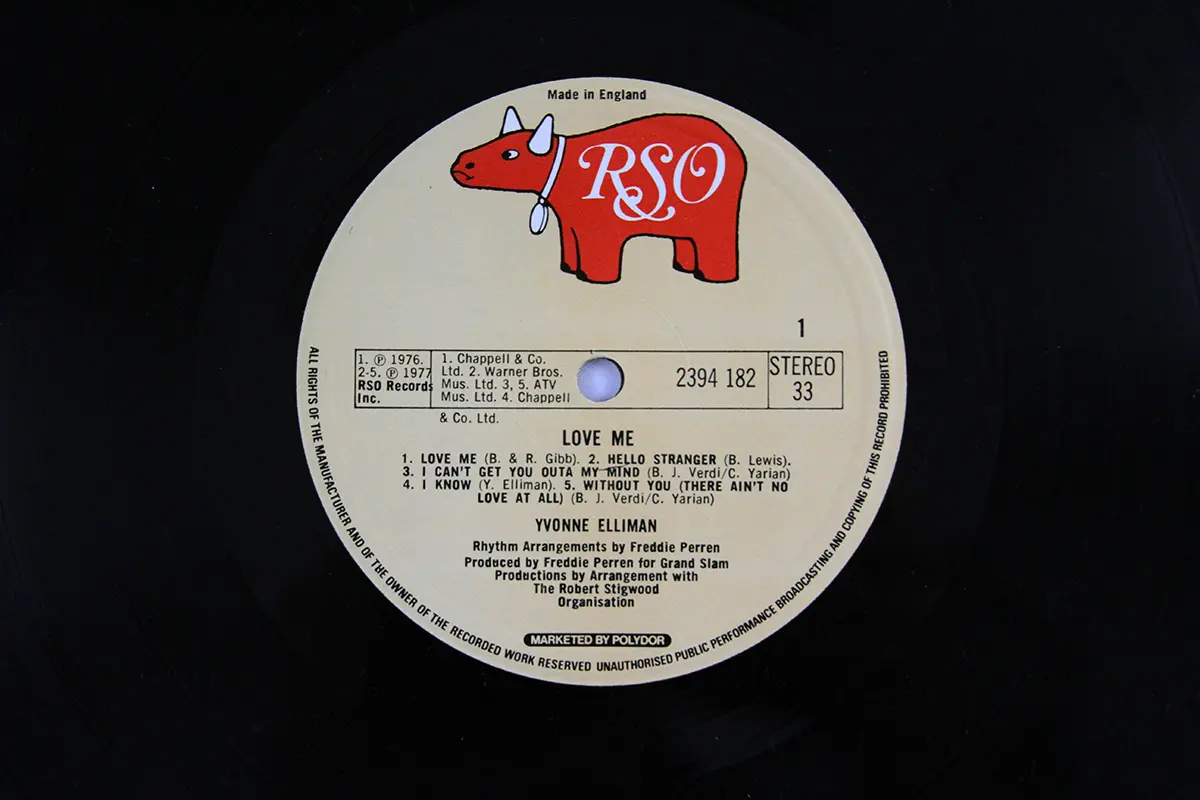 Made in England
RSO
1
1. ℗ 1976.
2-5. ℗ 1977
RSO Records
Inc.
1. Chappell & Co.
Ltd. 2. Warner Bros.
Mus. Ltd. 3, 5. ATV
Mus. Ltd. 4. Chappell
& Co. Ltd.
2394 182
STEREO
33
LOVE ME
1. LOVE ME (B. & R. Gibb). 2. HELLO STRANGER (B. Lewis).
3. I CAN'T GET YOU OUTA MY MIND (B. J. Verdi/C. Yarian)
4. I KNOW (Y. Elliman). 5. WITHOUT YOU (THERE AIN'T NO
LOVE AT ALL) (B. J. Verdi/C. Yarian)
YVONNE ELLIMAN
Rhythm Arrangements by Freddie Perren
Produced by Freddie Perren for Grand Slam
Productions by Arrangement with
The Robert Stigwood
Organisation
MARKETED BY POLYDOR
ALL RIGHTS OF THE MANUFACTURER AND OF THE OWNER OF THE RECORDED WORK RESERVED UNAUTHORISED PUBLIC PERFORMANCE BROADCASTING AND COPYING OF THIS RECORD PROHIBITED